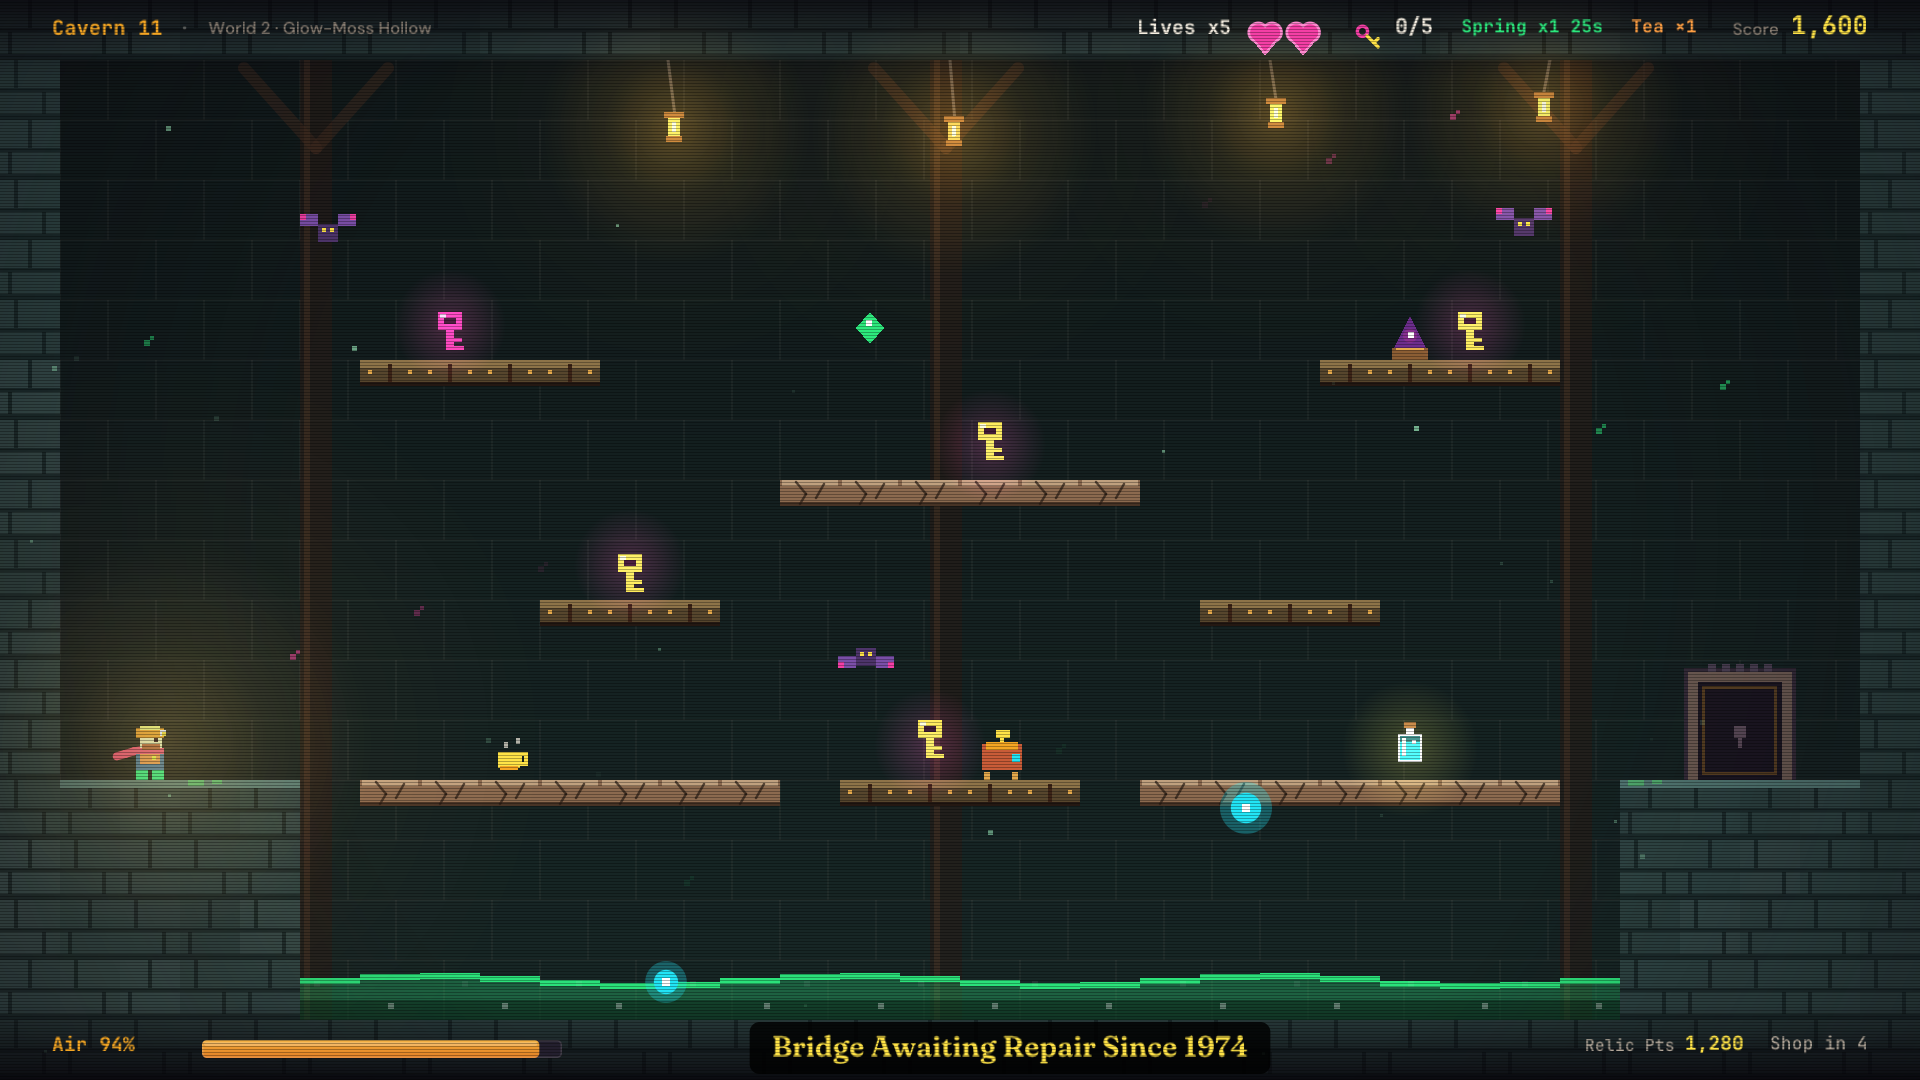 Cavern 11 · World 2 · Glow-Moss Hollow
Lives x5 0/5 Spring x1 25s Tea ×1 Score 1,600
Air 94%
Bridge Awaiting Repair Since 1974
Relic Pts 1,280 Shop in 4